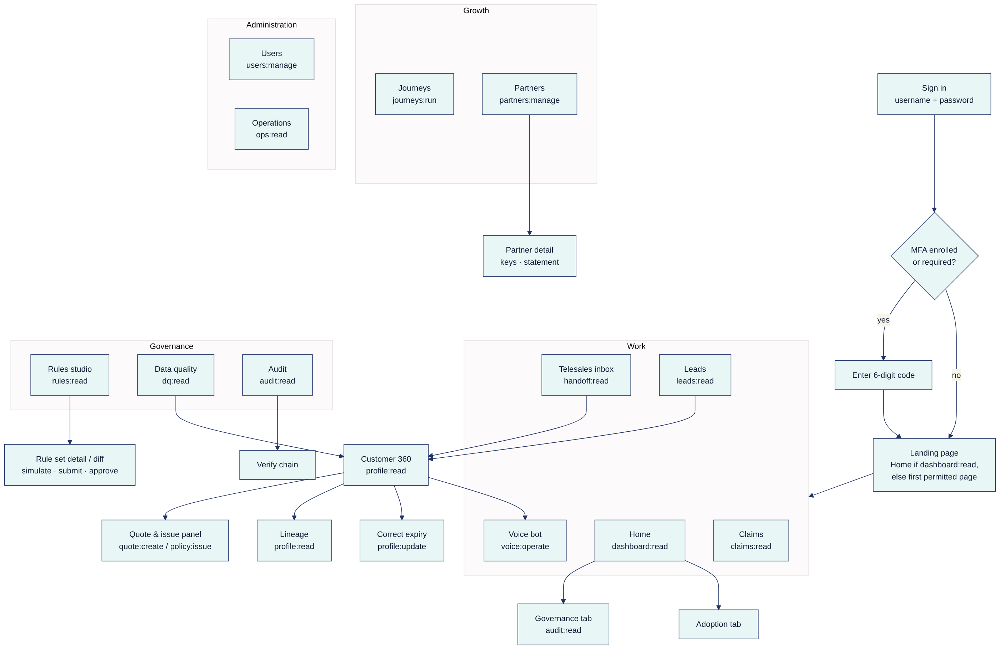 Growth
Administration
Users
users:manage
Journeys
journeys:run
Partners
partners:manage
Sign in
username + password
Operations
ops:read
Partner detail
keys · statement
MFA enrolled
or required?
yes
no
Governance
Rules studio
rules:read
Data quality
dq:read
Audit
audit:read
Work
Telesales inbox
handoff:read
Leads
leads:read
Enter 6-digit code
Rule set detail / diff
simulate · submit · approve
Verify chain
Customer 360
profile:read
Landing page
Home if dashboard:read,
else first permitted page
Quote & issue panel
quote:create / policy:issue
Lineage
profile:read
Correct expiry
profile:update
Voice bot
voice:operate
Home
dashboard:read
Claims
claims:read
Governance tab
audit:read
Adoption tab